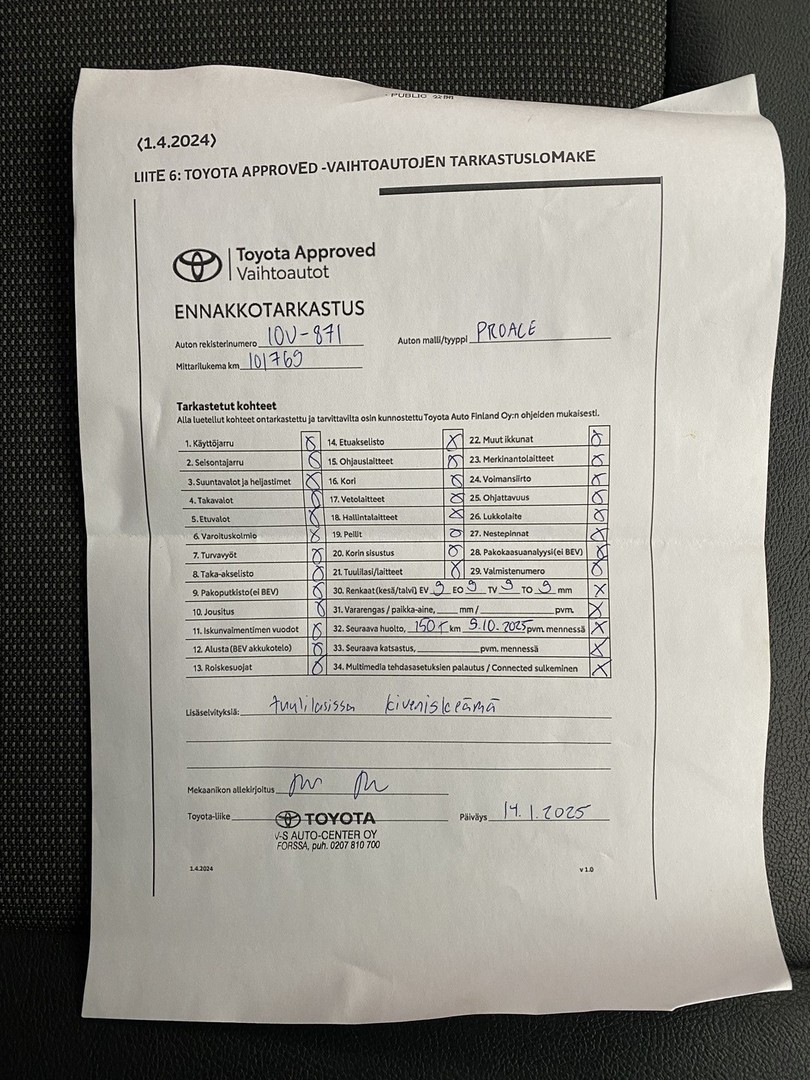 PUBLIC
(1.4.2024)
LIITE 6: TOYOTA APPROVED -VAIHTOAUTOJEN TARKASTUSLOMAKE
Toyota Approved
Vaihtoautot
ENNAKKOTARKASTUS
Auton rekisterinumero IOV-871 Auton malli/tyyppi PROACE
Mittarilukema km 101769
Tarkastetut kohteet
Alla luetellut kohteet ontarkastettu ja tarvittavilta osin kunnostettu Toyota Auto Finland Oy:n ohjeiden mukaisesti.
1. Käyttöjarru 14. Etuakselisto 22. Muut ikkunat
2. Seisontajarru 15. Ohjauslaitteet 23. Merkinantolaitteet
3. Suuntavalot ja heijastimet 16. Kori 24. Voimansiirto
4. Takavalot 17. Vetolaitteet 25. Ohjattavuus
5. Etuvalot 18. Hallintalaitteet 26. Lukkolaite
6. Varoituskolmio 19. Peilit 27. Nestepinnat
7. Turvavyöt 20. Korin sisustus 28. Pakokaasuanalyysi(ei BEV)
8. Taka-akselisto 21. Tuulilasi/laitteet 29. Valmistenumero
9. Pakoputkisto(ei BEV) 30. Renkaat(kesä/talvi) EV 9 EO 9 TV 9 TO 9 mm
10. Jousitus 31. Vararengas / paikka-aine, mm / pvm.
11. Iskunvaimentimen vuodot 32. Seuraava huolto, 150 t km 9.10.2025 pvm. mennessä
12. Alusta (BEV akkukotelo) 33. Seuraava katsastus, pvm. mennessä
13. Roiskesuojat 34. Multimedia tehdasasetuksien palautus / Connected sulkeminen
Lisäselvityksiä: tuulilasissa kiveniskeämä
Mekaanikon allekirjoitus
Toyota-liike TOYOTA Päiväys 14.1.2025
V-S AUTO-CENTER OY
FORSSA, puh. 0207 810 700
1.4.2024 v 1.0